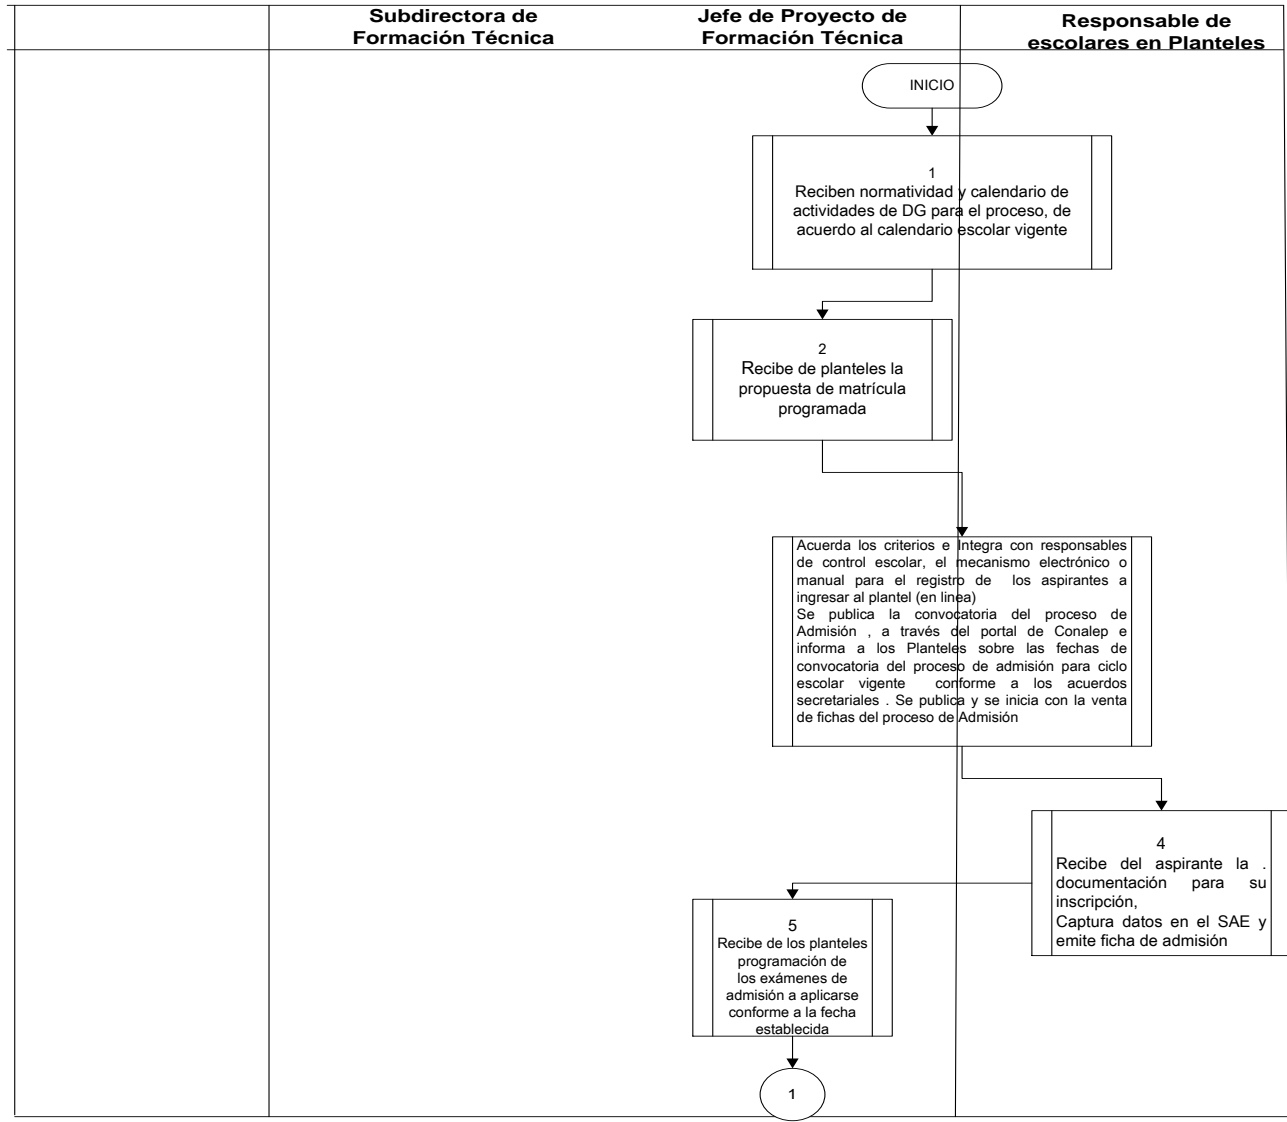 Subdirectora de
Formación Técnica
Jefe de Proyecto de
Formación Técnica
Responsable de
escolares en Planteles
INICIO
1
Reciben normatividad y calendario de
actividades de DG para el proceso, de
acuerdo al calendario escolar vigente
2
Recibe de planteles la
propuesta de matrícula
programada
Acuerda los criterios e Integra con responsables
de control escolar, el mecanismo electrónico o
manual para el registro de los aspirantes a
ingresar al plantel (en linea)
Se publica la convocatoria del proceso de
Admisión , a través del portal de Conalep e
informa a los Planteles sobre las fechas de
convocatoria del proceso de admisión para ciclo
escolar vigente conforme a los acuerdos
secretariales . Se publica y se inicia con la venta
de fichas del proceso de Admisión
4
Recibe del aspirante la .
documentación para su
inscripción,
Captura datos en el SAE y
emite ficha de admisión
5
Recibe de los planteles
programación de
los exámenes de
admisión a aplicarse
conforme a la fecha
establecida
1